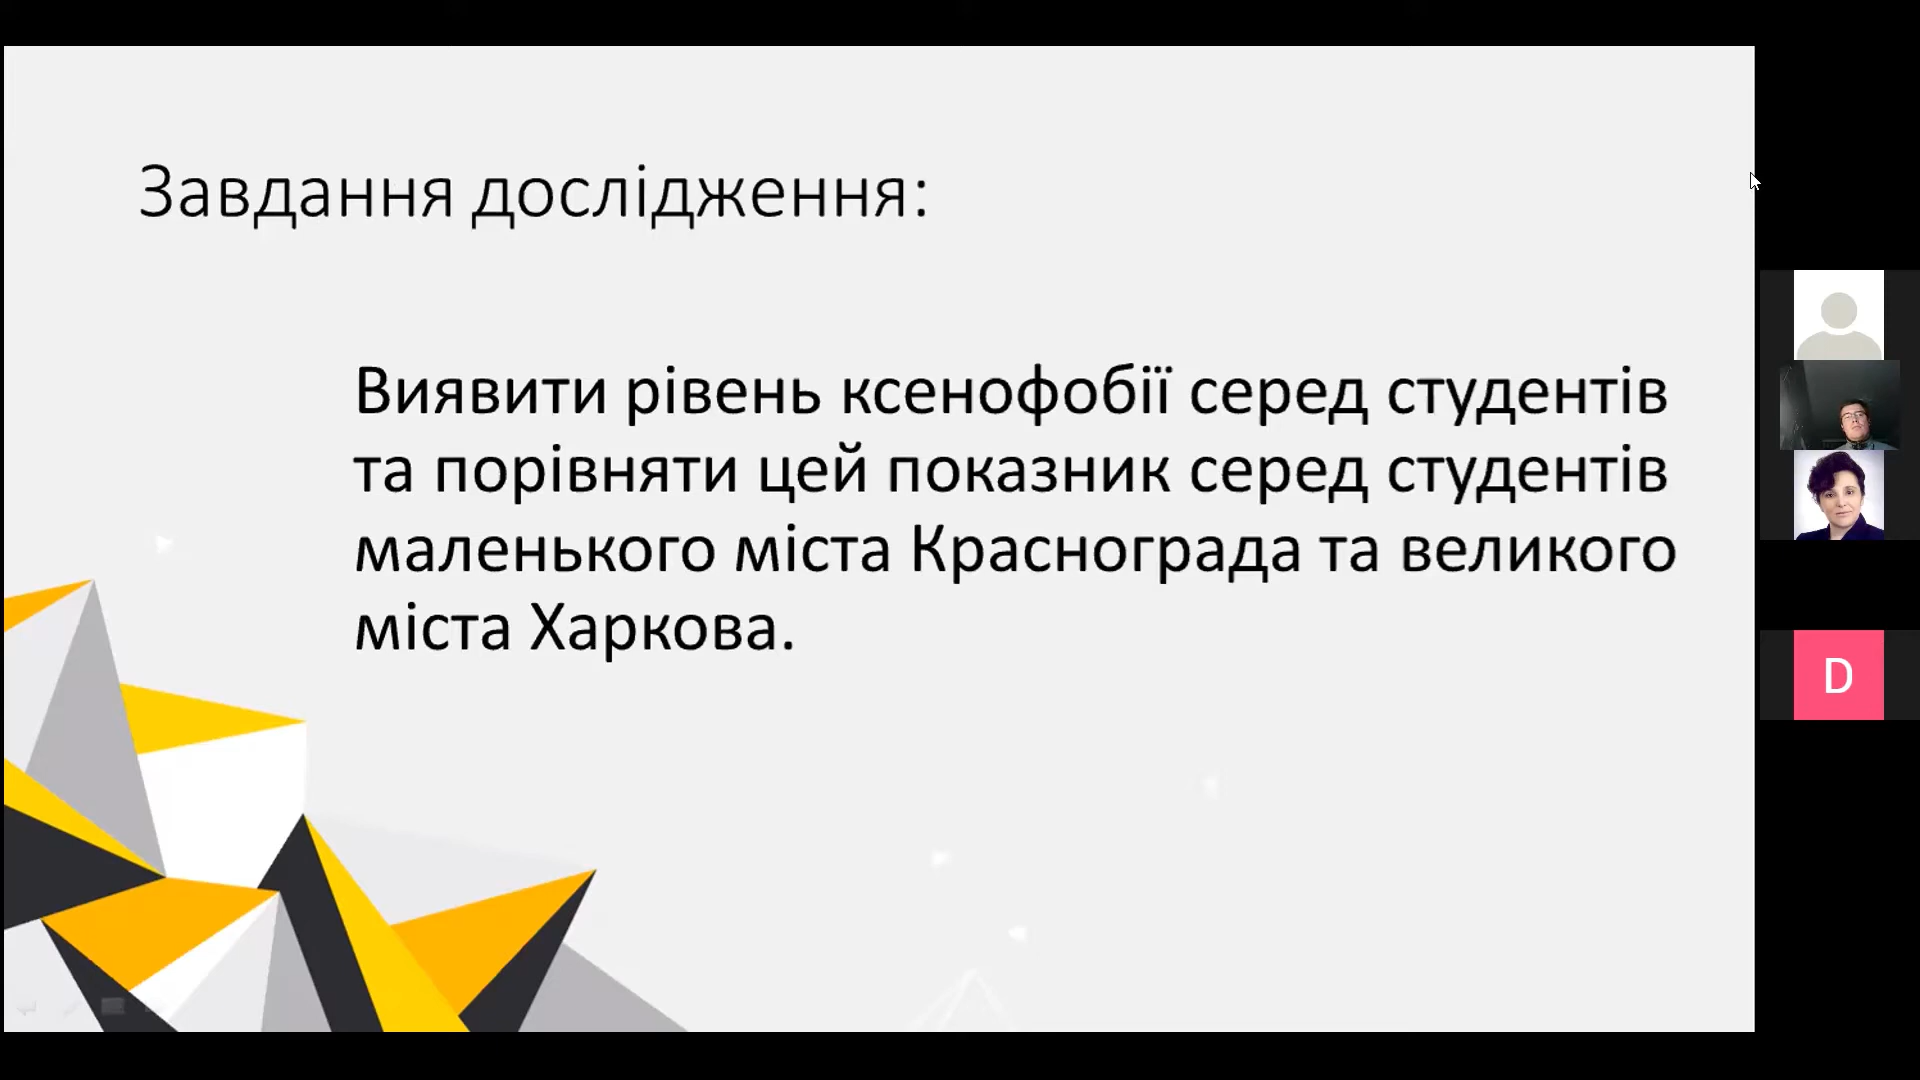 Завдання дослідження:
Виявити рівень ксенофобії серед студентів
та порівняти цей показник серед студентів
маленького міста Краснограда та великого
міста Харкова.
D